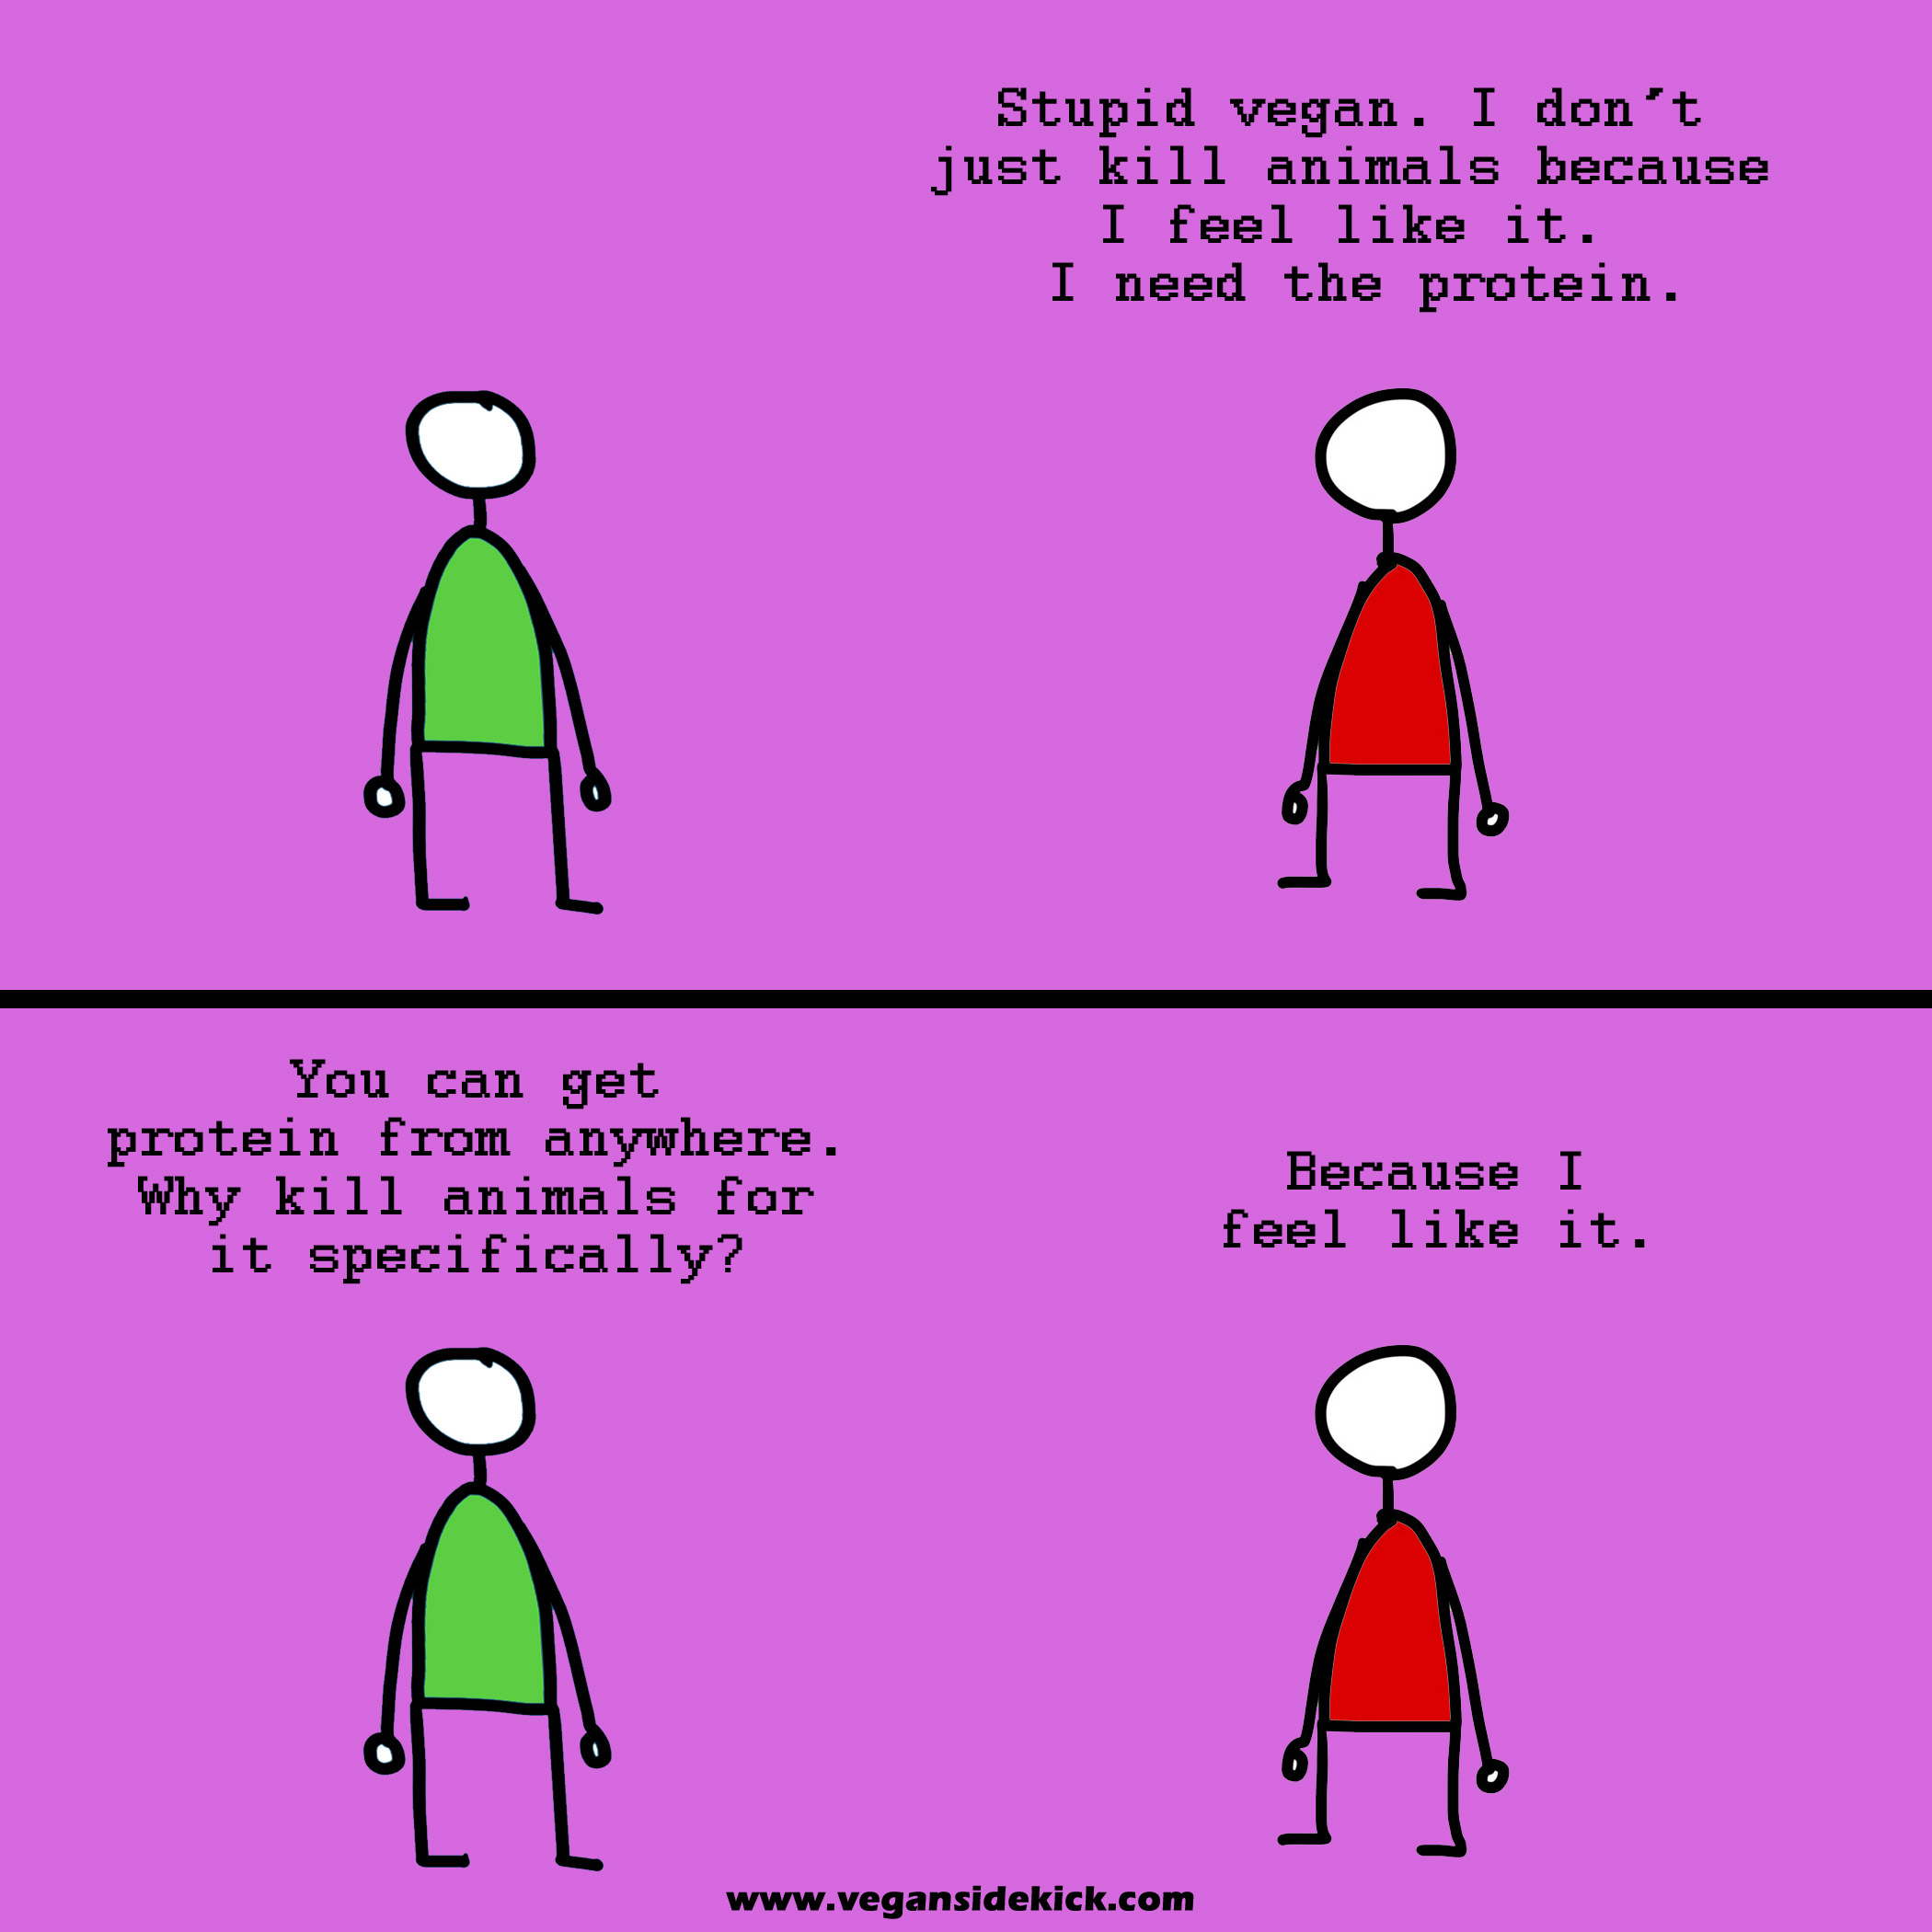 Stupid vegan. I don´t
just kill animals because
I feel like it.
I need the protein.
You can get
protein from anywhere.
Why kill animals for
it specifically?
Because I
feel like it.
www.vegansidekick.com